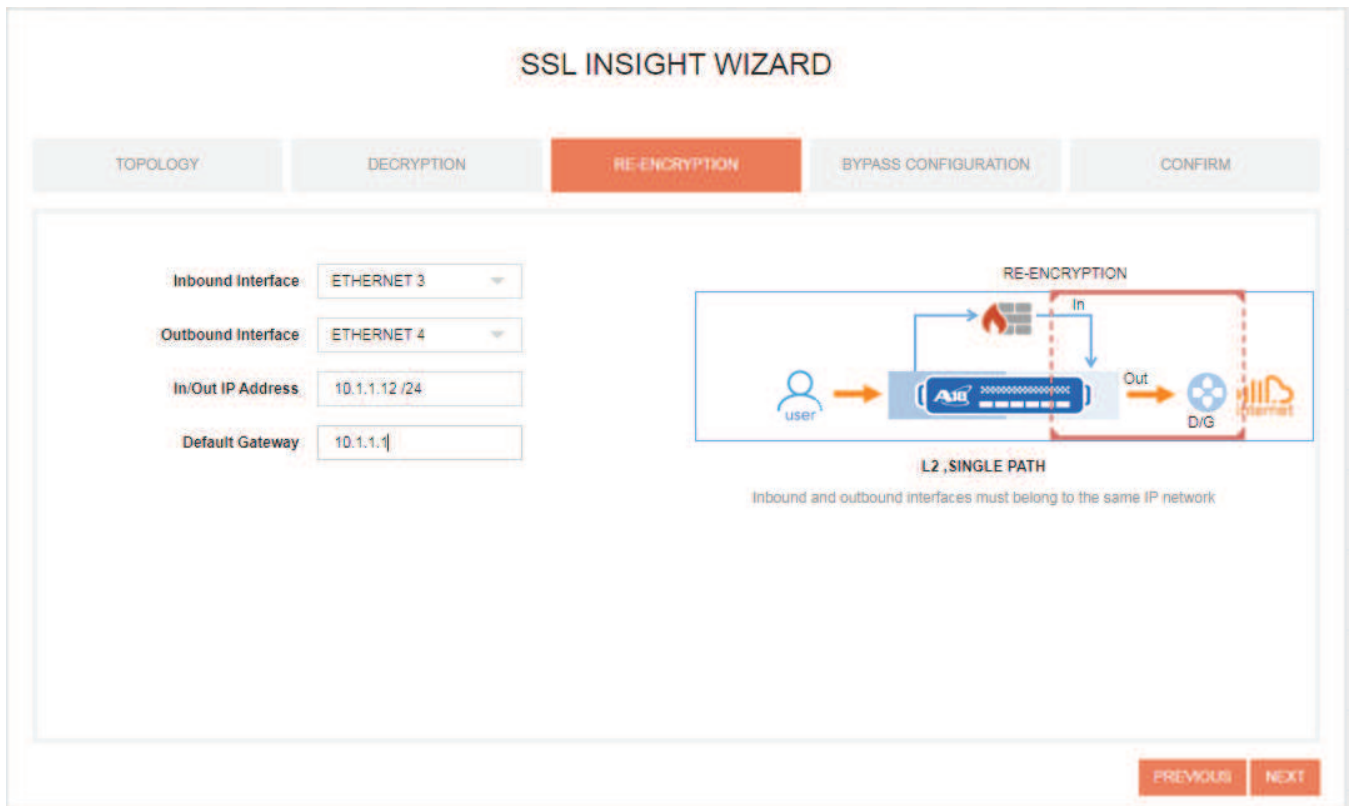 SSL INSIGHT WIZARD
TOPOLOGY DECRYPTION RE-ENCRYPTION BYPASS CONFIGURATION CONFIRM
Inbound Interface ETHERNET 3
Outbound Interface ETHERNET 4
In/Out IP Address 10.1.1.12 /24
Default Gateway 10.1.1.1
RE-ENCRYPTION
In
Out
A10
user
D/G
internet
L2 ,SINGLE PATH
Inbound and outbound interfaces must belong to the same IP network
PREVIOUS NEXT